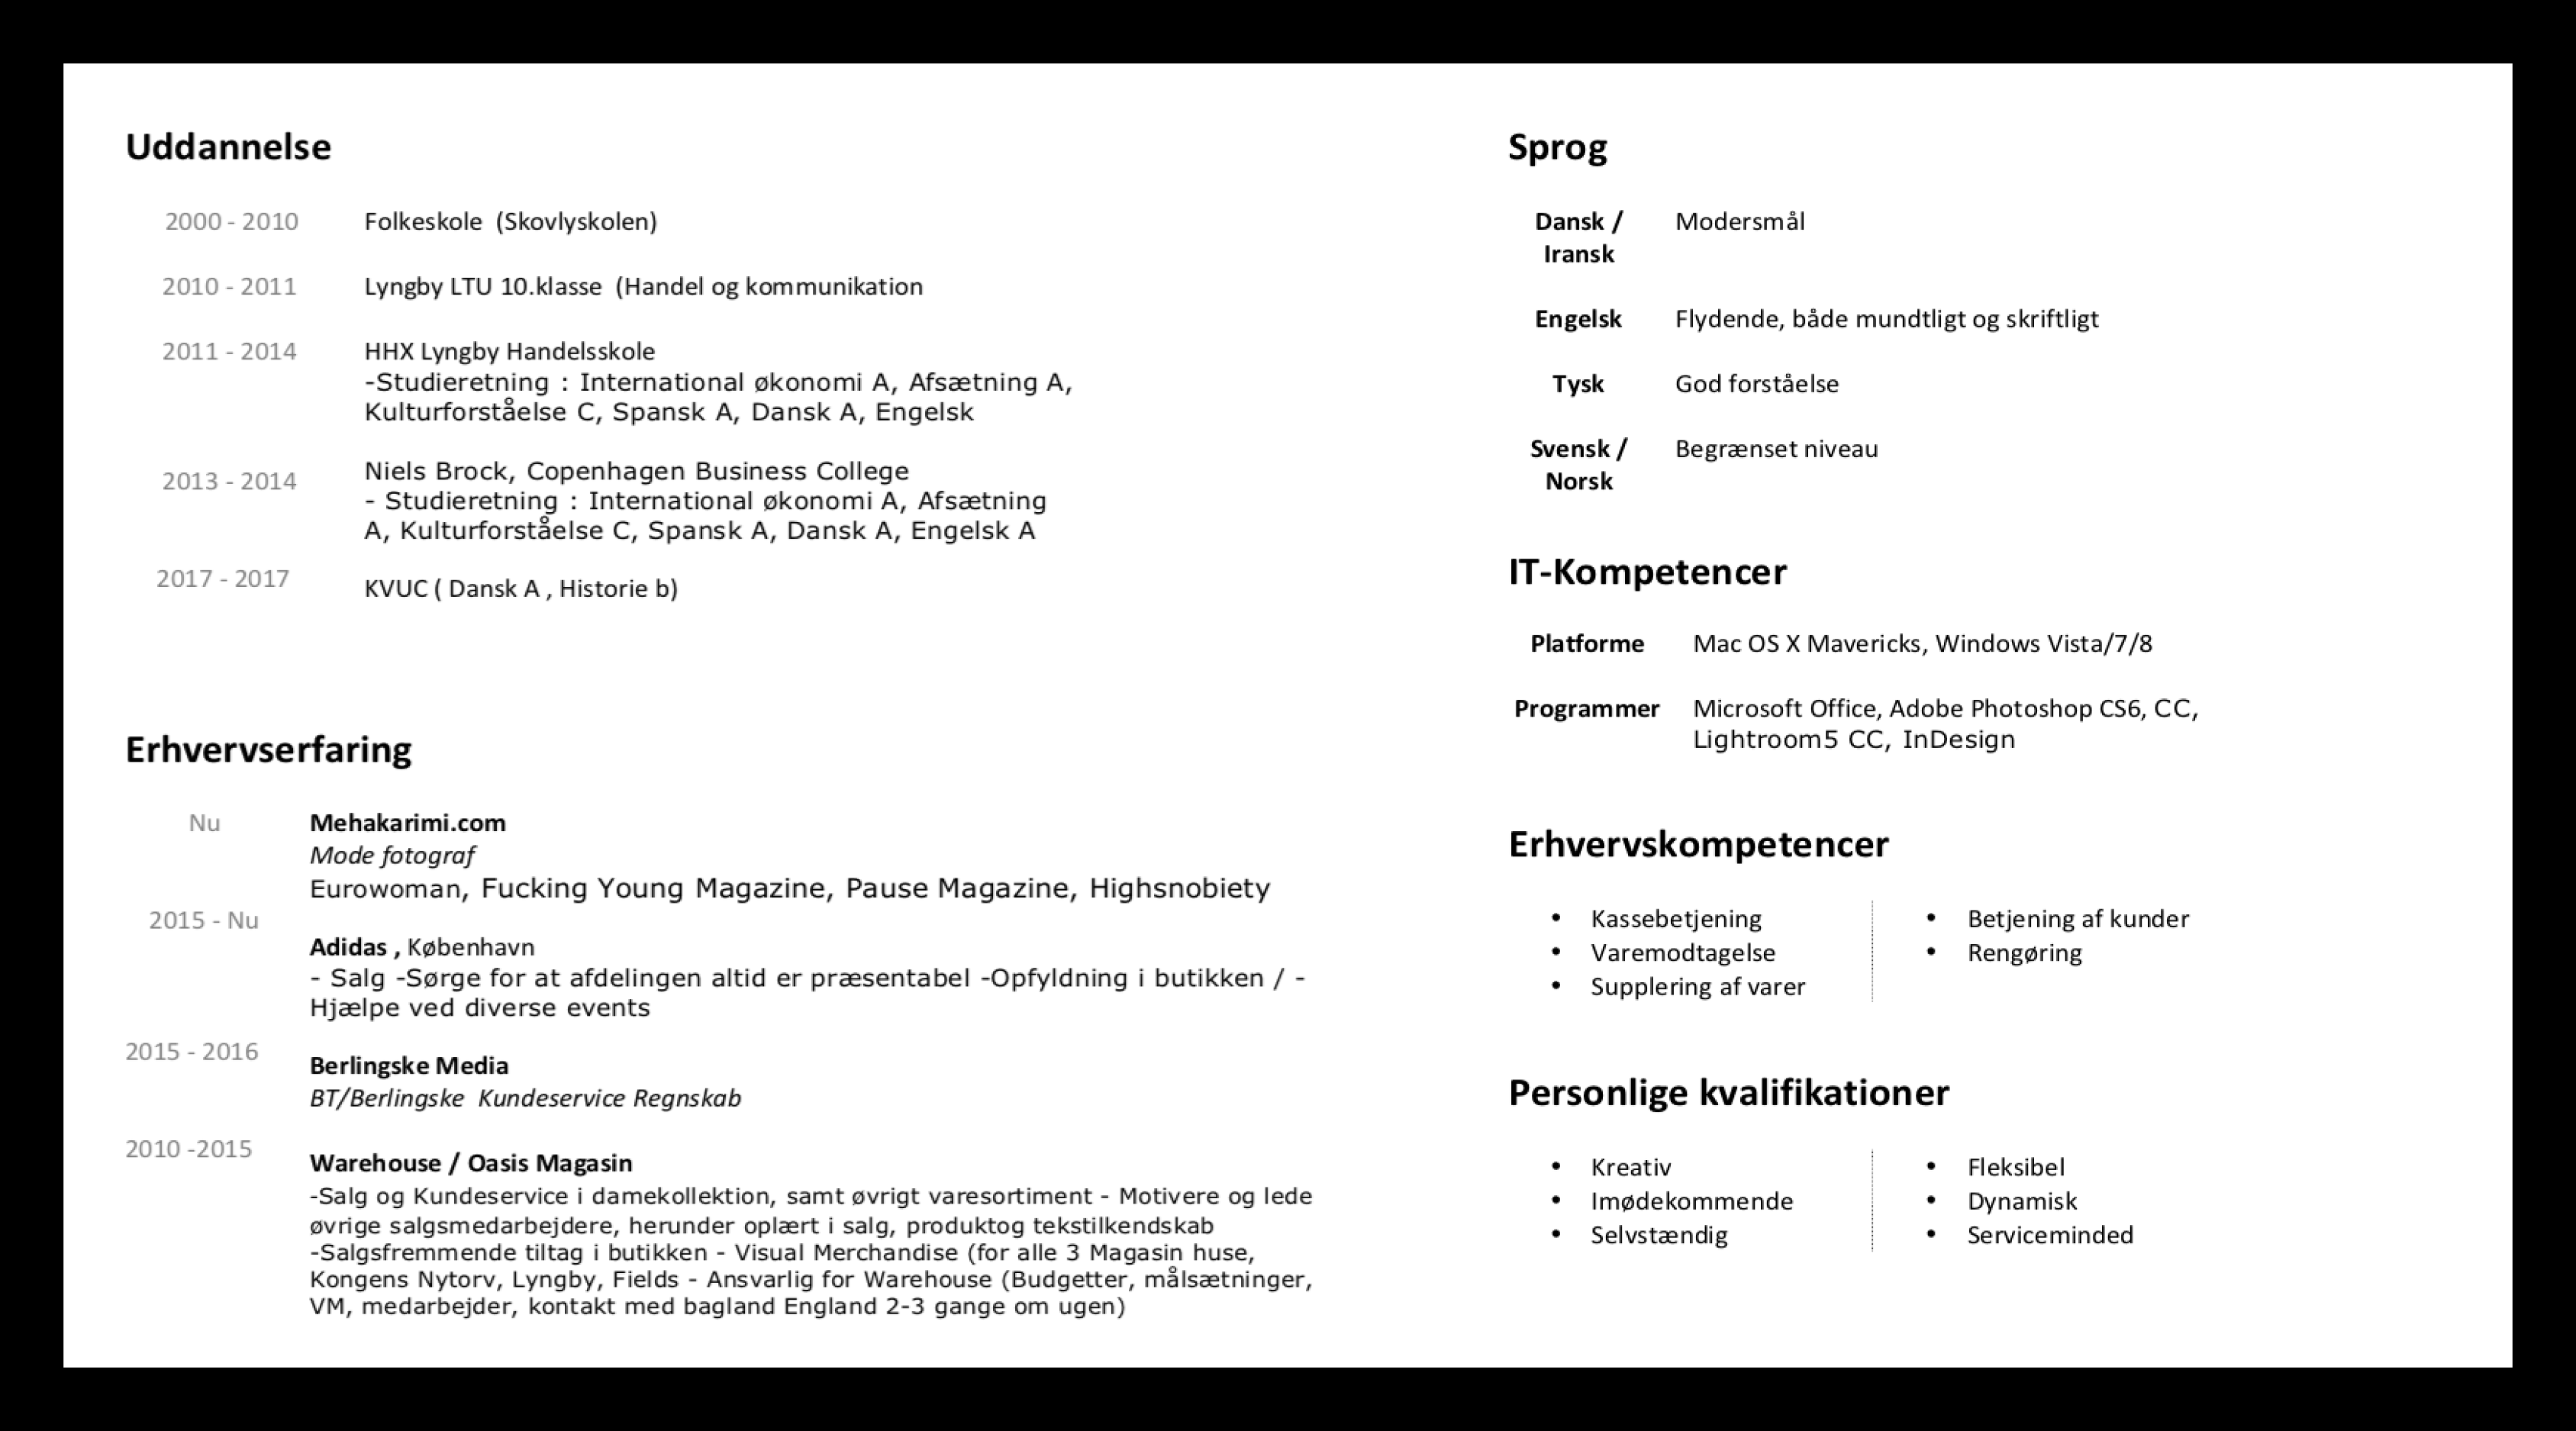 Uddannelse
2000 - 2010 Folkeskole (Skovlyskolen)
2010 - 2011 Lyngby LTU 10.klasse (Handel og kommunikation
2011 - 2014 HHX Lyngby Handelsskole
-Studieretning : International økonomi A, Afsætning A,
Kulturforståelse C, Spansk A, Dansk A, Engelsk
2013 - 2014 Niels Brock, Copenhagen Business College
- Studieretning : International økonomi A, Afsætning
A, Kulturforståelse C, Spansk A, Dansk A, Engelsk A
2017 - 2017 KVUC ( Dansk A , Historie b)
Erhvervserfaring
Nu Mehakarimi.com
Mode fotograf
Eurowoman, Fucking Young Magazine, Pause Magazine, Highsnobiety
2015 - Nu
Adidas , København
- Salg -Sørge for at afdelingen altid er præsentabel -Opfyldning i butikken / -
Hjælpe ved diverse events
2015 - 2016
Berlingske Media
BT/Berlingske Kundeservice Regnskab
2010 -2015
Warehouse / Oasis Magasin
-Salg og Kundeservice i damekollektion, samt øvrigt varesortiment - Motivere og lede
øvrige salgsmedarbejdere, herunder oplært i salg, produktog tekstilkendskab
-Salgsfremmende tiltag i butikken - Visual Merchandise (for alle 3 Magasin huse,
Kongens Nytorv, Lyngby, Fields - Ansvarlig for Warehouse (Budgetter, målsætninger,
VM, medarbejder, kontakt med bagland England 2-3 gange om ugen)
Sprog
Dansk / Modersmål
Iransk
Engelsk Flydende, både mundtligt og skriftligt
Tysk God forståelse
Svensk / Begrænset niveau
Norsk
IT-Kompetencer
Platforme Mac OS X Mavericks, Windows Vista/7/8
Programmer Microsoft Office, Adobe Photoshop CS6, CC,
Lightroom5 CC, InDesign
Erhvervskompetencer
• Kassebetjening
• Varemodtagelse
• Supplering af varer
• Betjening af kunder
• Rengøring
Personlige kvalifikationer
• Kreativ
• Imødekommende
• Selvstændig
• Fleksibel
• Dynamisk
• Serviceminded